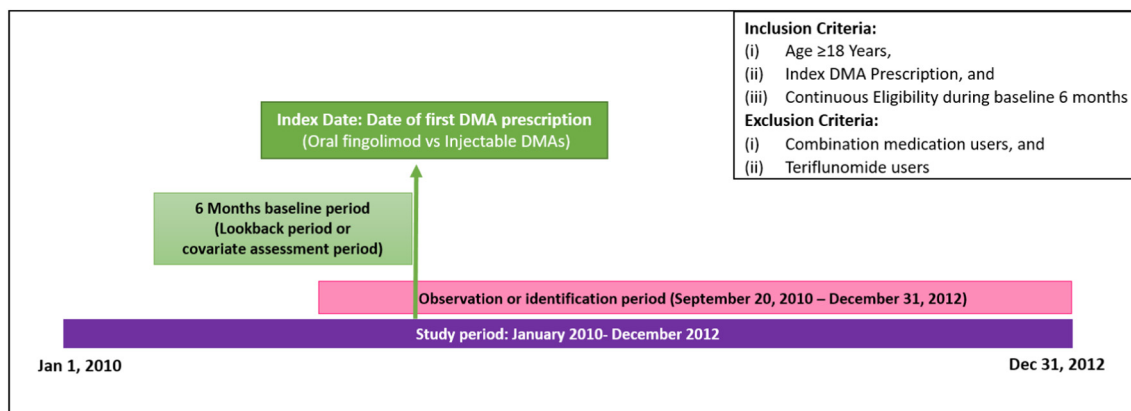 Inclusion Criteria:
(i) Age ≥18 Years,
(ii) Index DMA Prescription, and
(iii) Continuous Eligibility during baseline 6 months
Exclusion Criteria:
(i) Combination medication users, and
(ii) Teriflunomide users
Index Date: Date of first DMA prescription
(Oral fingolimod vs Injectable DMAs)
6 Months baseline period
(Lookback period or
covariate assessment period)
Observation or identification period (September 20, 2010 – December 31, 2012)
Study period: January 2010- December 2012
Jan 1, 2010
Dec 31, 2012